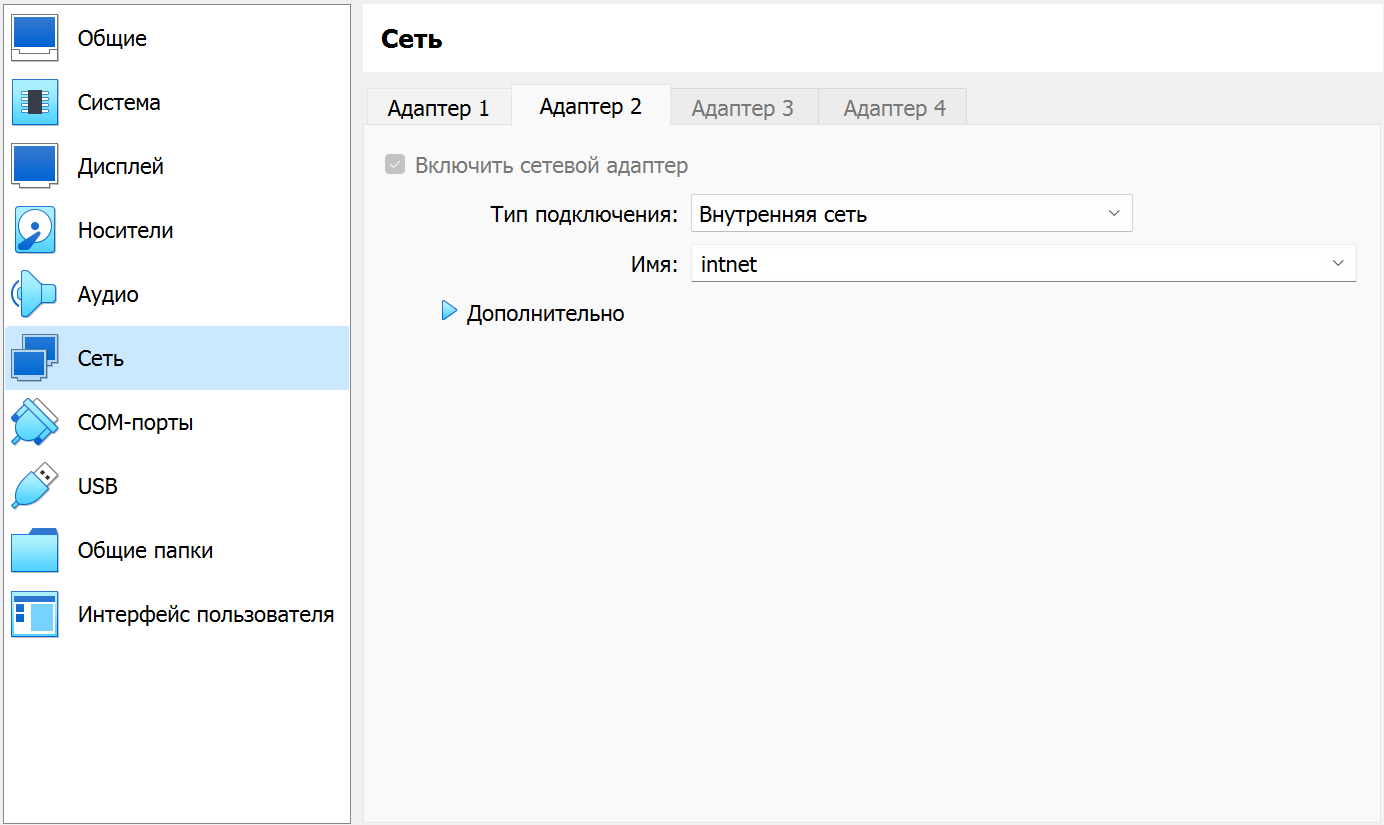 Общие
Система
Дисплей
Носители
Аудио
Сеть
COM-порты
USB
Общие папки
Интерфейс пользователя
Сеть
Адаптер 1
Адаптер 2
Адаптер 3
Адаптер 4
Включить сетевой адаптер
Тип подключения: Внутренняя сеть
Имя: intnet
Дополнительно